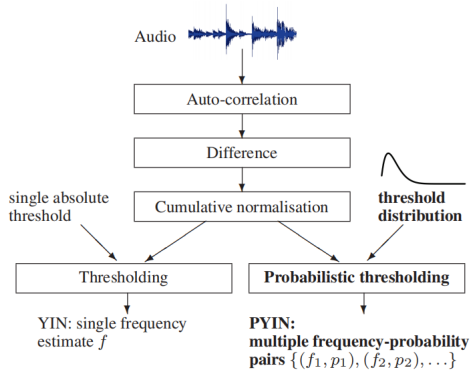 Audio
Auto-correlation
Difference
single absolute
threshold
Cumulative normalisation
threshold
distribution
Thresholding
Probabilistic thresholding
YIN: single frequency
estimate f
PYIN:
multiple frequency-probability
pairs {(f₁, p₁), (f₂, p₂), . . .}